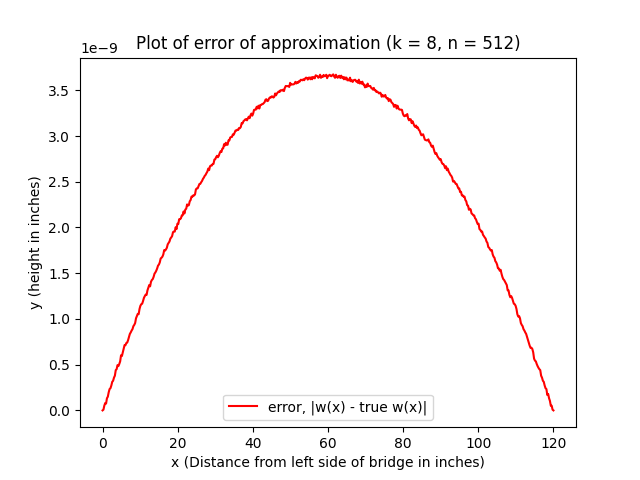 Plot of error of approximation (k = 8, n = 512)
1e−9
3.5
3.0
2.5
2.0
1.5
1.0
0.5
0.0
y (height in inches)
error, |w(x) - true w(x)|
0 20 40 60 80 100 120
x (Distance from left side of bridge in inches)